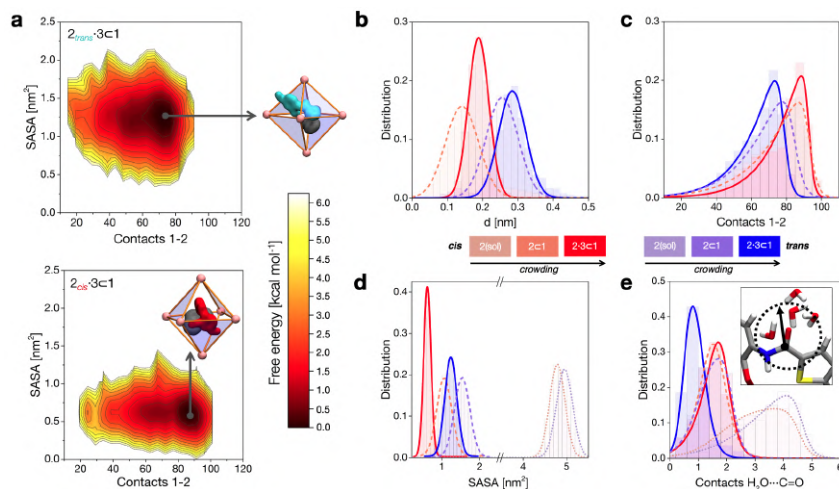 a
2trans·3⊂1
SASA [nm²]
2.5
2.0
1.5
1.0
0.5
0.0
0 20 40 60 80 100 120
Contacts 1-2
2cis·3⊂1
SASA [nm²]
2.5
2.0
1.5
1.0
0.5
0.0
20 40 60 80 100 120
Contacts 1-2
Free energy [kcal mol⁻¹]
6.0
5.5
5.0
4.5
4.0
3.5
3.0
2.5
2.0
1.5
1.0
0.5
0.0
b
Distribution
0.3
0.2
0.1
0.0
0.0 0.1 0.2 0.3 0.4 0.5
d [nm]
c
Distribution
0.3
0.2
0.1
0.0
20 40 60 80 100
Contacts 1-2
cis 2(sol) 2⊂1 2·3⊂1
crowding
2(sol) 2⊂1 2·3⊂1 trans
crowding
d
Distribution
0.5
0.4
0.3
0.2
0.1
0.0
1 2 4 5
SASA [nm²]
e
Distribution
0.5
0.4
0.3
0.2
0.1
0.0
0 1 2 3 4 5 6
Contacts H₂O···C=O